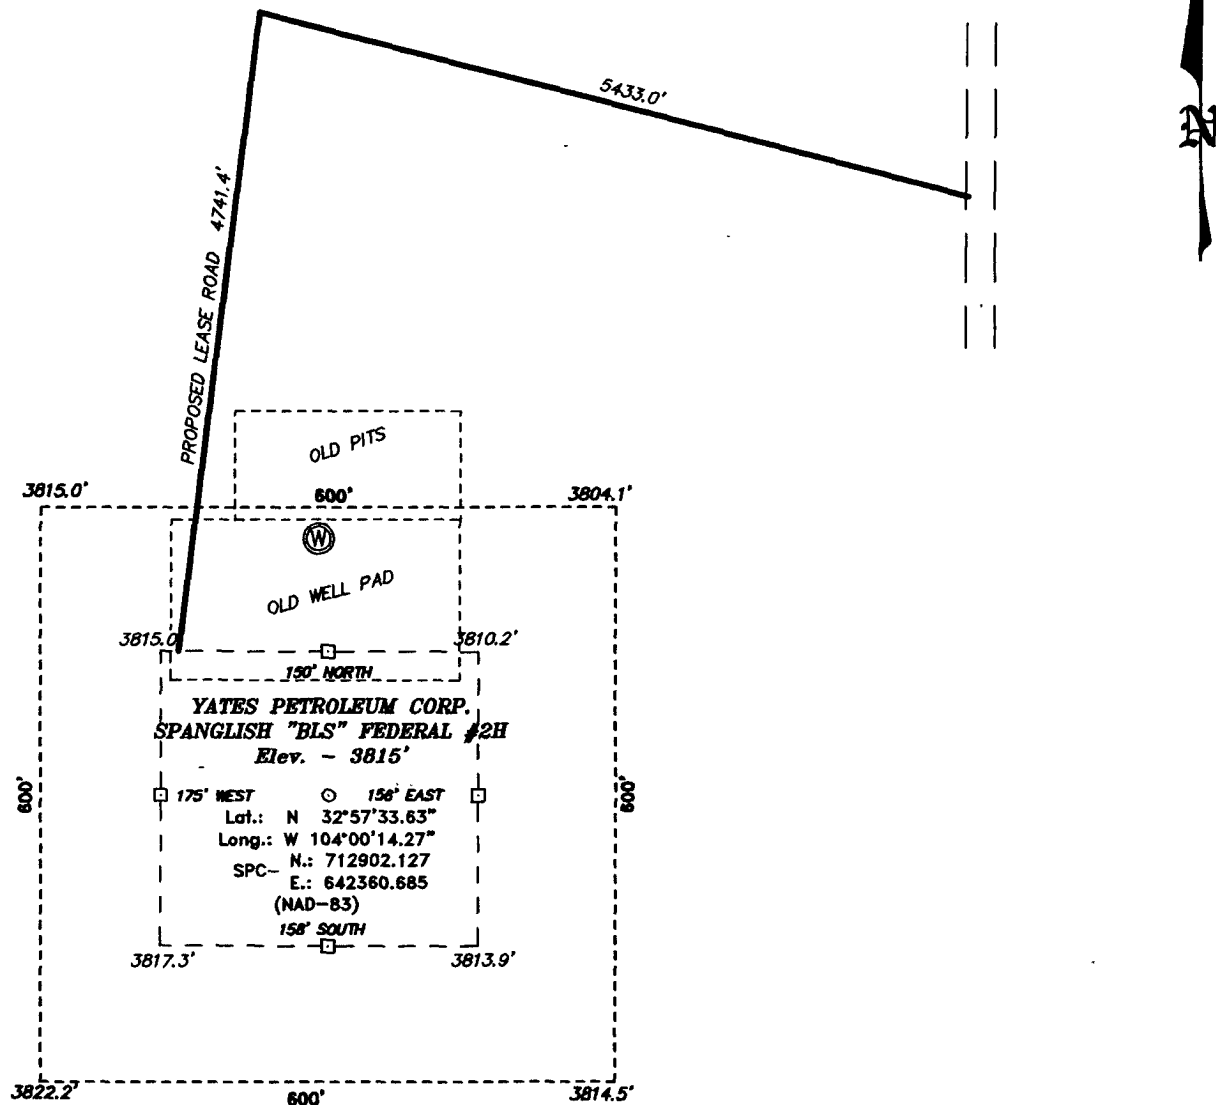 N
5433.0'
PROPOSED LEASE ROAD 4741.4'
OLD PITS
3815.0'
600'
3804.1'
W
OLD WELL PAD
3815.0
3810.2'
150' NORTH
YATES PETROLEUM CORP.
SPANGLISH "BLS" FEDERAL #2H
Elev. - 3815'
600'
175' WEST
158' EAST
600'
Lat.: N 32°57'33.63"
Long.: W 104°00'14.27"
SPC- N.: 712902.127
E.: 642360.685
(NAD-83)
158' SOUTH
3817.3'
3813.9'
3822.2'
600'
3814.5'